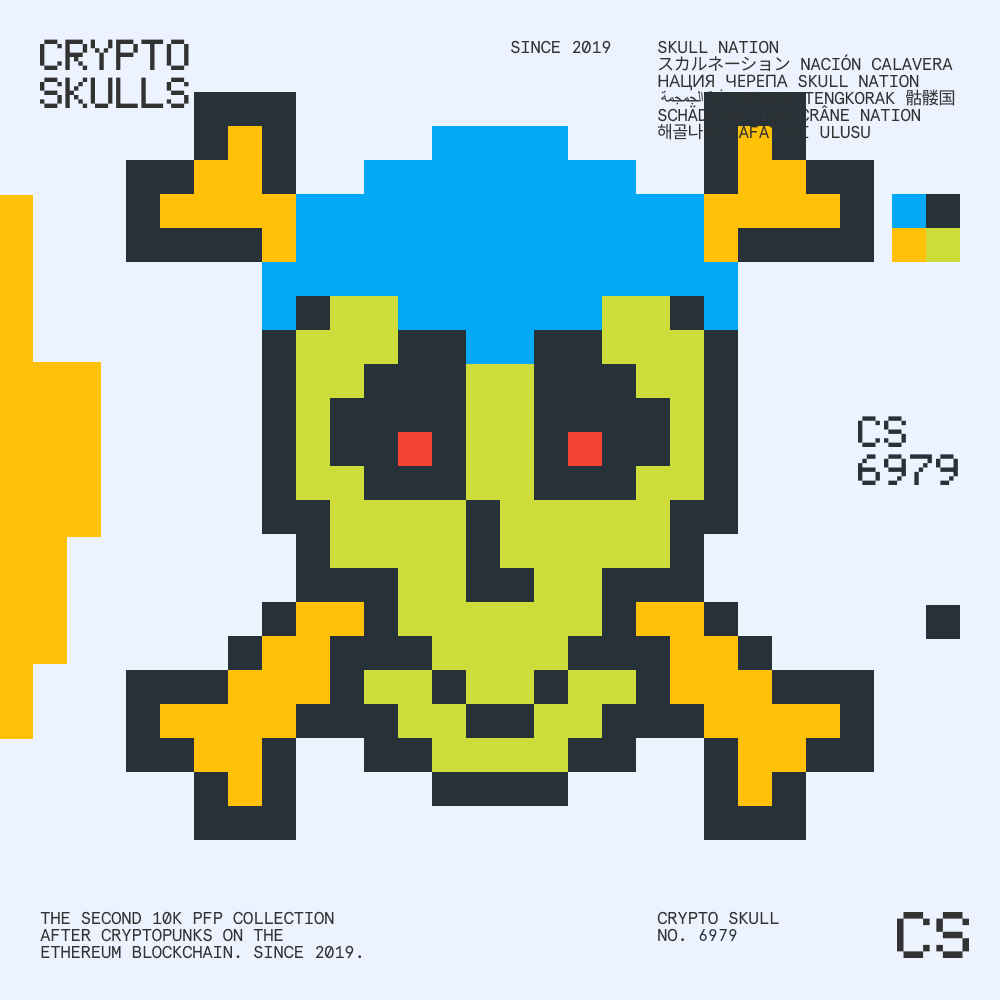 CRYPTO
SKULLS
SINCE 2019
SKULL NATION
スカルネーション NACIÓN CALAVERA
НАЦИЯ ЧЕРЕПА SKULL NATION
الجمجمة TENGKORAK 骷髅国
CRÂNE NATION
ULUSU
CS
6979
THE SECOND 10K PFP COLLECTION
AFTER CRYPTOPUNKS ON THE
ETHEREUM BLOCKCHAIN. SINCE 2019.
CRYPTO SKULL
NO. 6979
CS